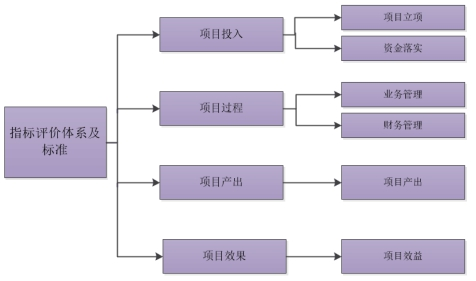 指标评价体系及
标准
项目投入
项目立项
资金落实
项目过程
业务管理
财务管理
项目产出
项目产出
项目效果
项目效益